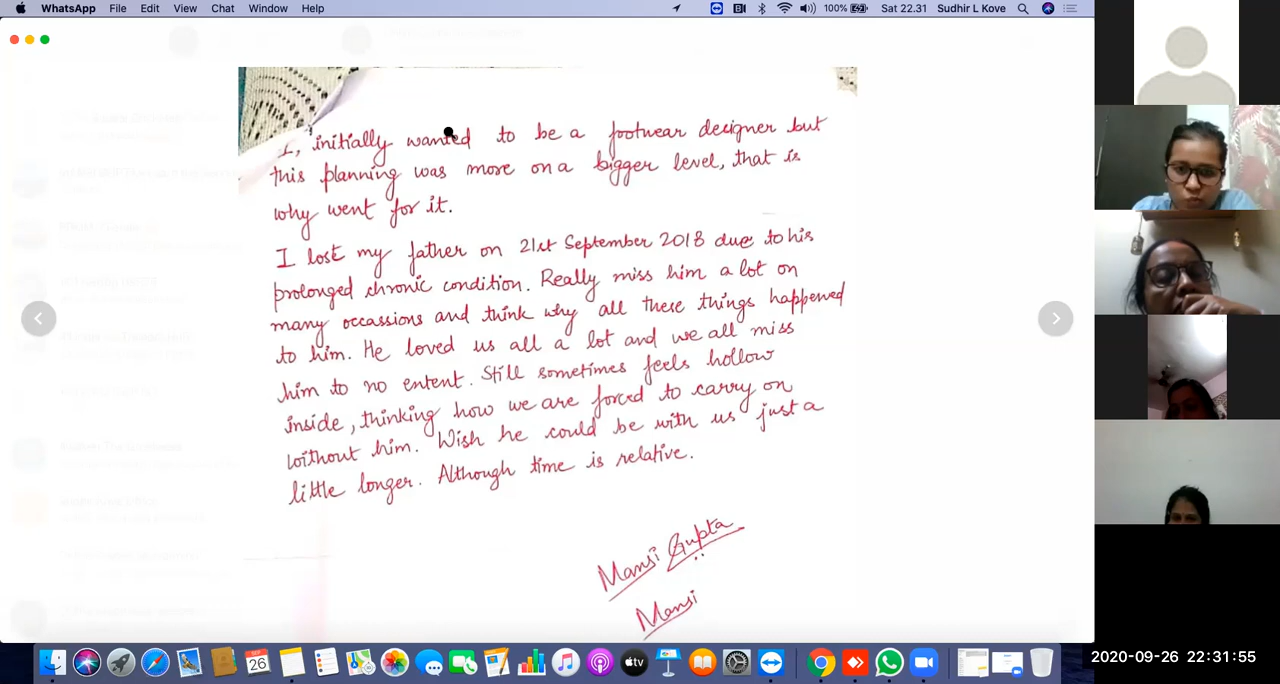 WhatsApp File Edit View Chat Window Help 100% Sat 22.31 Sudhir L Kove
I, initially wanted to be a footwear designer but
this planning was more on a bigger level, that is
why went for it.
I lost my father on 21st September 2018 due to his
prolonged chronic condition. Really miss him a lot on
many occassions and think why all these things happened
to him. He loved us all a lot and we all miss
him to no entent. Still sometimes feels hollow
inside, thinking how we are forced to carry on
without him. Wish he could be with us just a
little longer. Although time is relative.
Mansi Gupta
Mansi
SEP 26 tv
2020-09-26 22:31:55